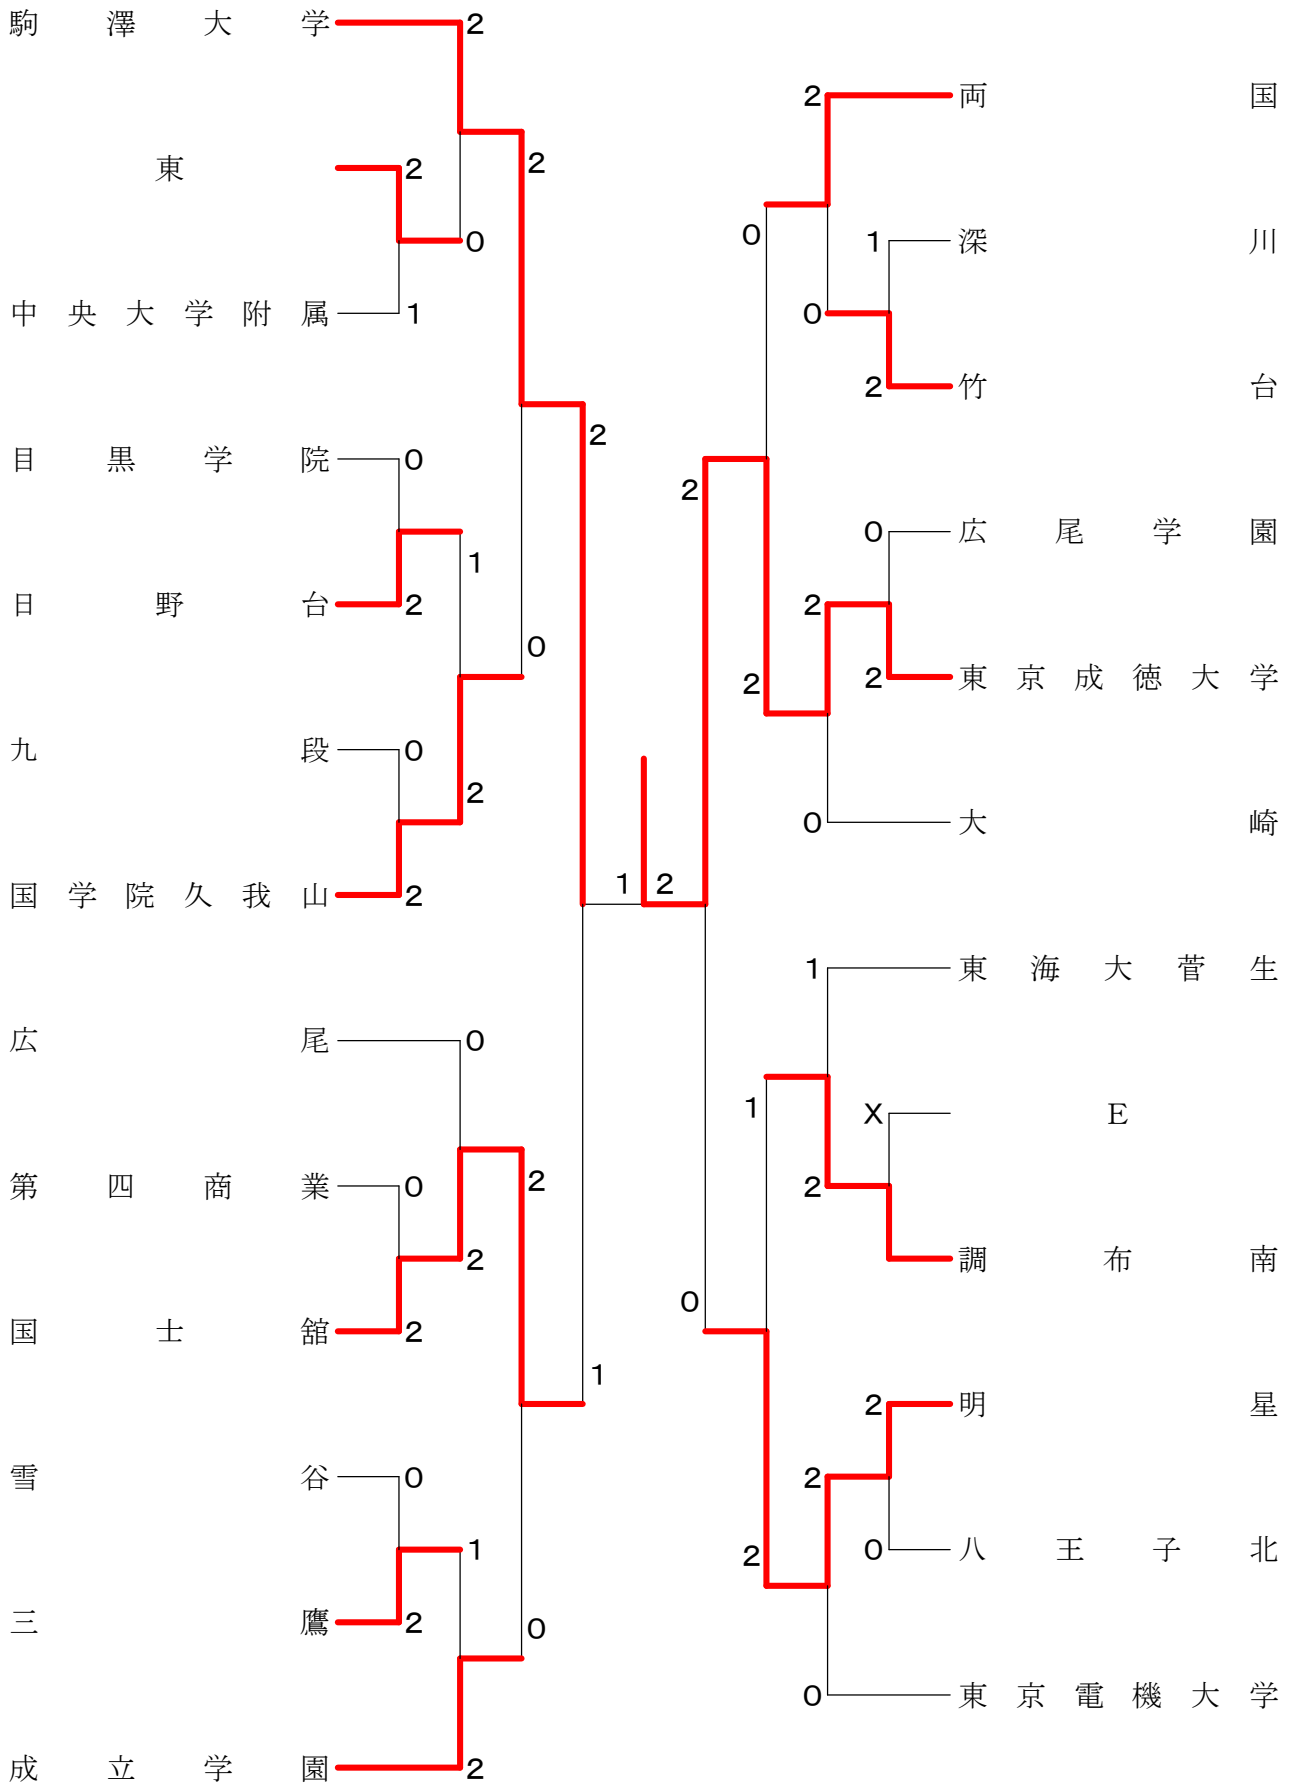 駒澤大学 2
2 両国
2
東 2
0 1 深川
0
中央大学附属 1
0
2 竹台
2
2
目黒学院 0
0 広尾学園
1
日野台 2
2
0
2 東京成徳大学
2
九段 0
2
0 大崎
国学院久我山 2
1 2
1 東海大菅生
広尾 0
1
X E
第四商業 0
2
2
2
調布南
0
国士舘 2
1
2 明星
雪谷 0
2
1
2
0 八王子北
三鷹 2
0
0 東京電機大学
成立学園 2